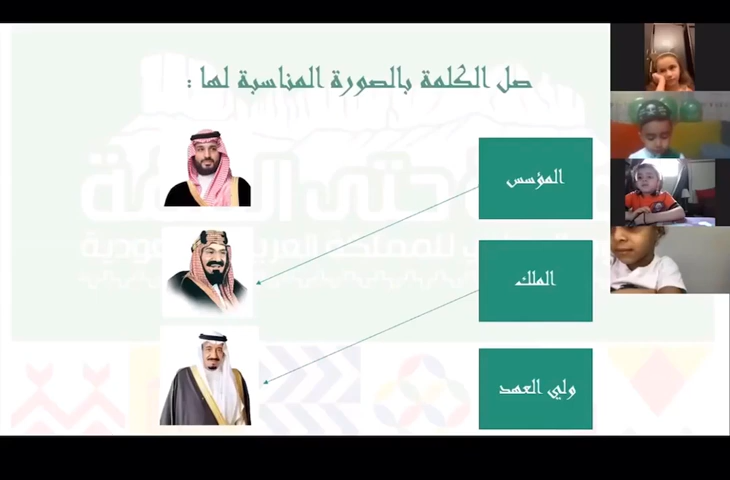 صل الكلمة بالصورة المناسبة لها :
المؤسس
الملك
ولي العهد